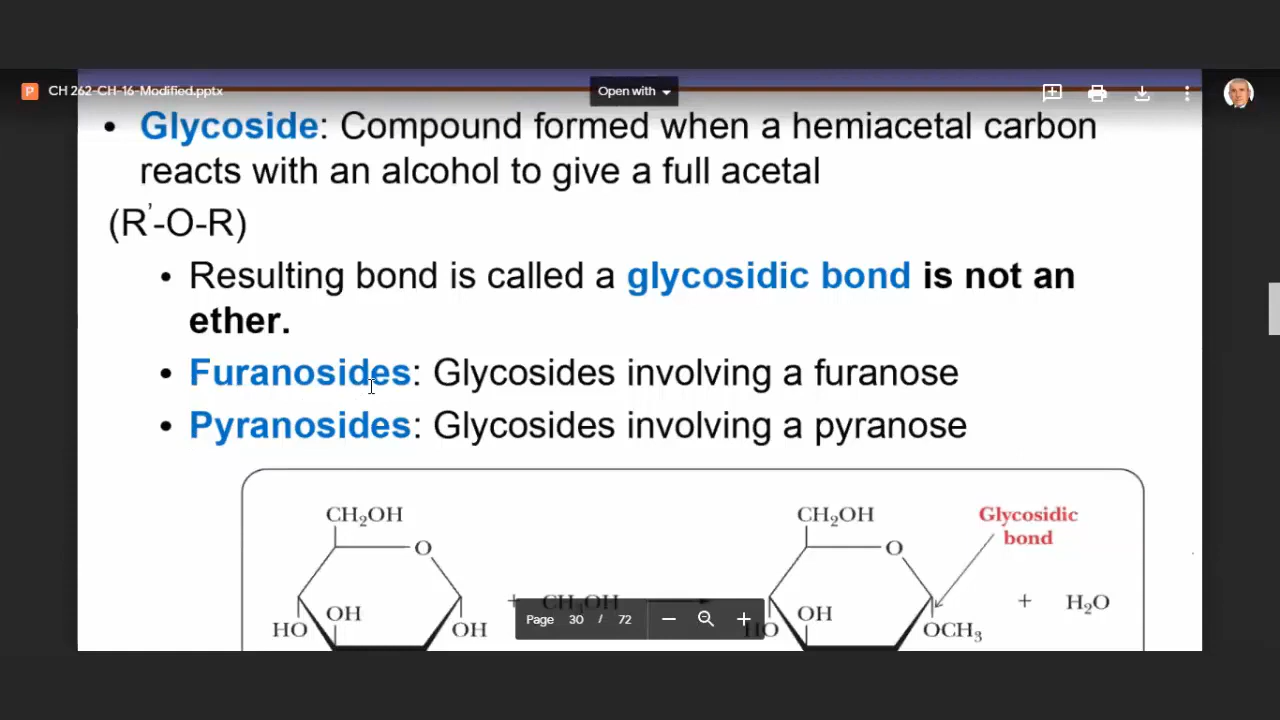 CH 262-CH-16-Modified.pptx
Open with
• Glycoside: Compound formed when a hemiacetal carbon
reacts with an alcohol to give a full acetal
(R'-O-R)
• Resulting bond is called a glycosidic bond is not an
ether.
• Furanosides: Glycosides involving a furanose
• Pyranosides: Glycosides involving a pyranose
CH₂OH
O
OH
HO
OH
+ CH₃OH
CH₂OH
O
OH
HO
OCH₃
Glycosidic
bond
+ H₂O
Page 30 / 72